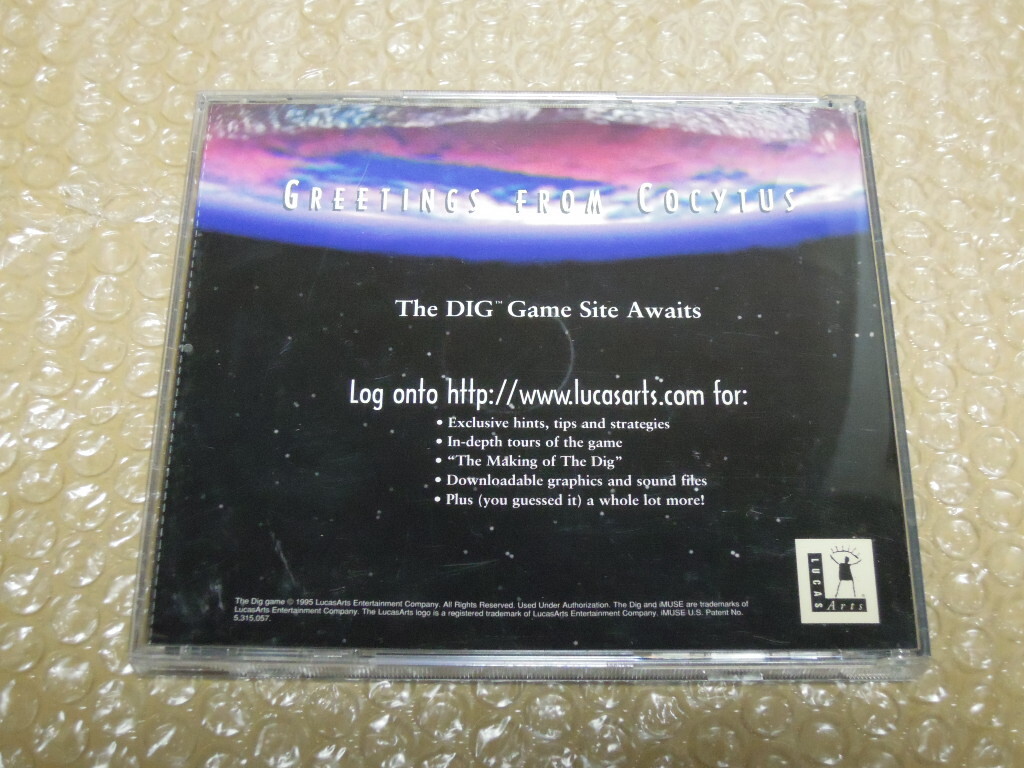 GREETINGS FROM COCYTUS
The DIG™ Game Site Awaits
Log onto http://www.lucasarts.com for:
• Exclusive hints, tips and strategies
• In-depth tours of the game
• “The Making of The Dig”
• Downloadable graphics and sound files
• Plus (you guessed it) a whole lot more!
LUCAS
Arts
The Dig game © 1995 LucasArts Entertainment Company. All Rights Reserved. Used Under Authorization. The Dig and iMUSE are trademarks of
LucasArts Entertainment Company. The LucasArts logo is a registered trademark of LucasArts Entertainment Company. iMUSE U.S. Patent No.
5,315,057.